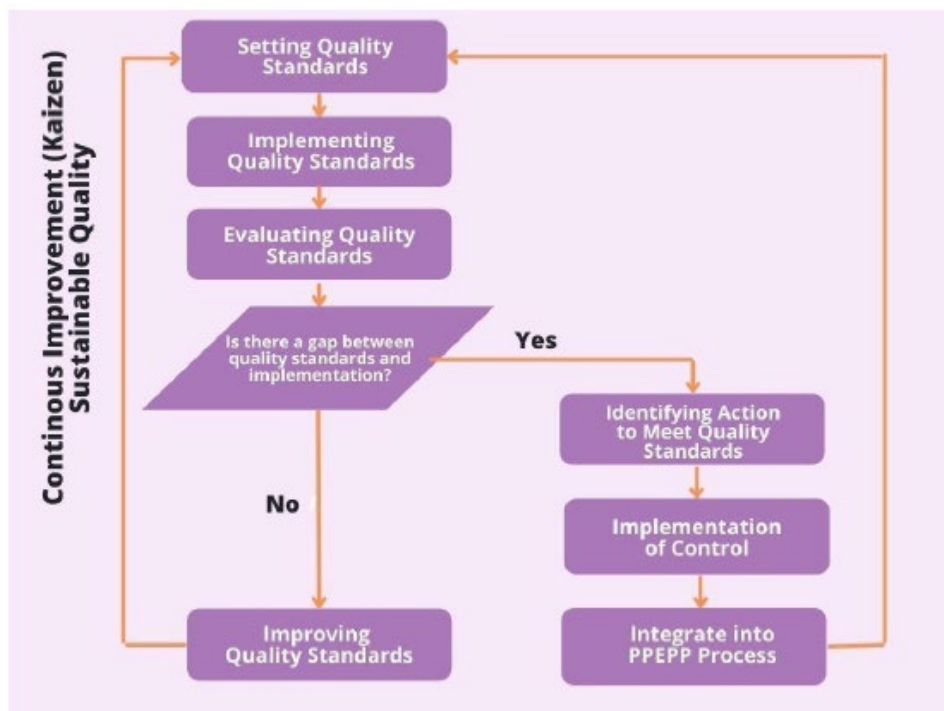 Continous Improvement (Kaizen)
Sustainable Quality
Setting Quality
Standards
Implementing
Quality Standards
Evaluating Quality
Standards
Is there a gap between
quality standards and
implementation?
Yes
Identifying Action
to Meet Quality
Standards
Implementation
of Control
Integrate into
PPEPP Process
No
Improving
Quality Standards